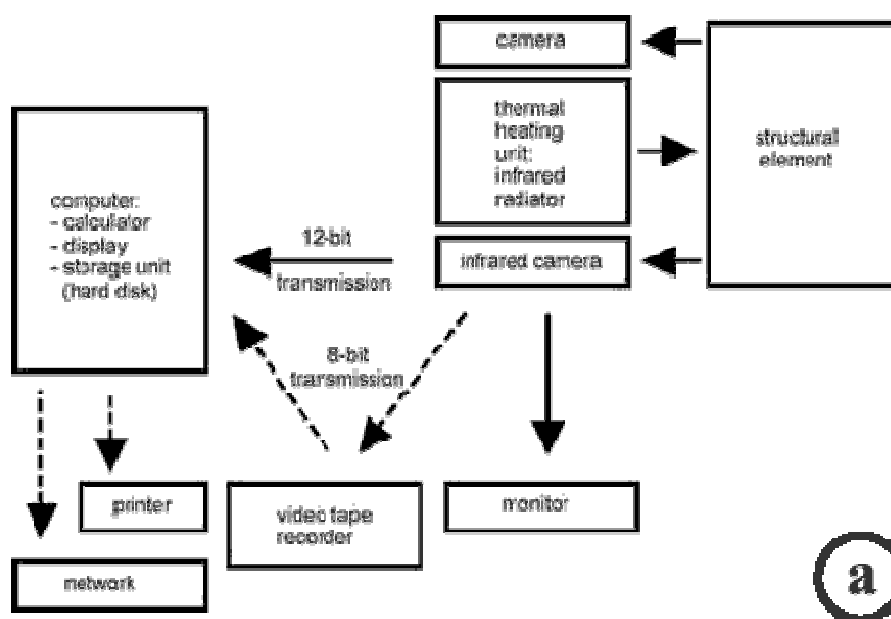 camera
thermal
heating
unit:
infrared
radiator
structural
element
computer:
- calculator
- display
- storage unit
(hard disk)
12-bit
transmission
infrared camera
8-bit
transmission
printer
video tape
recorder
monitor
network
a